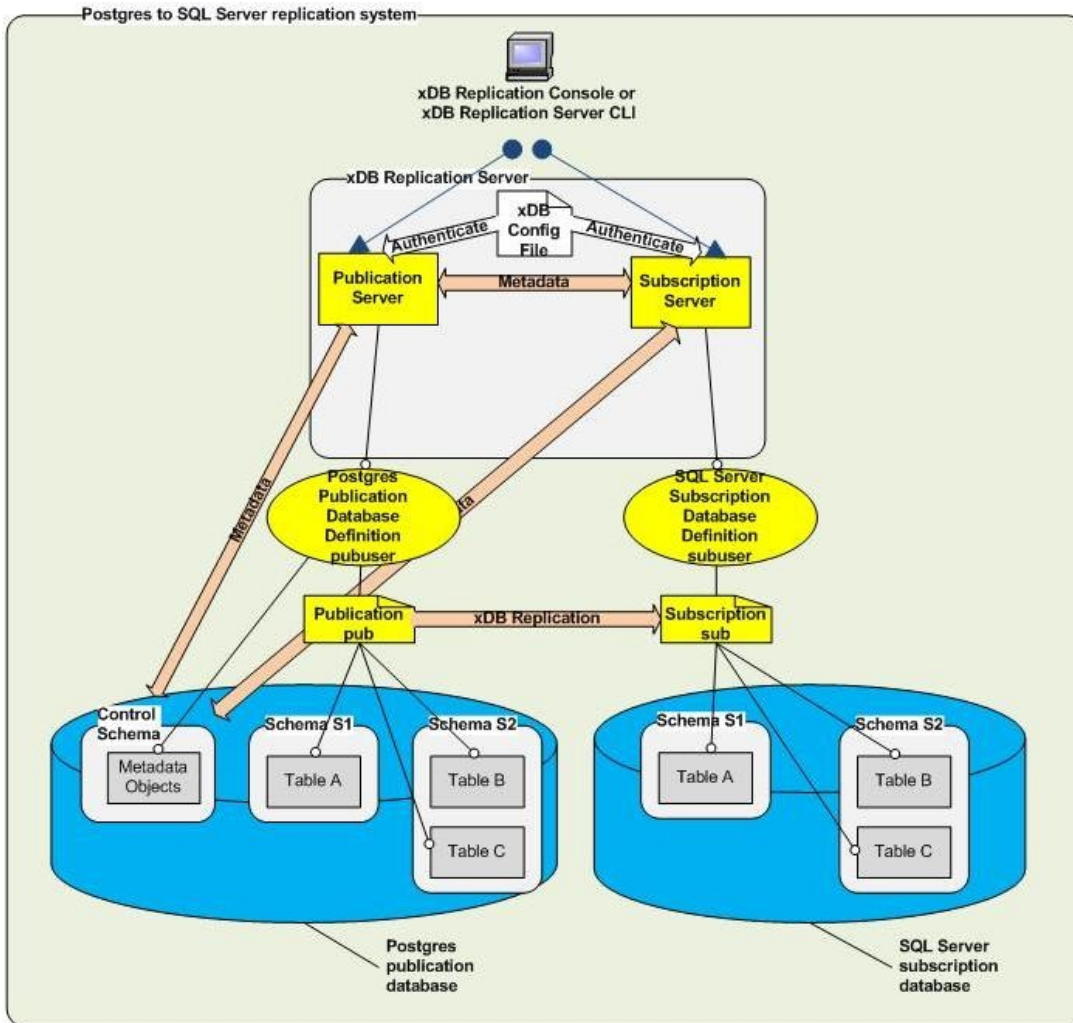 Postgres to SQL Server replication system
xDB Replication Console or
xDB Replication Server CLI
xDB Replication Server
xDB
Config
File
Authenticate
Authenticate
Publication
Server
Metadata
Subscription
Server
Metadata
ta
Postgres
Publication
Database
Definition
pubuser
SQL Server
Subscription
Database
Definition
subuser
Publication
pub
xDB Replication
Subscription
sub
Control
Schema
Metadata
Objects
Schema S1
Table A
Schema S2
Table B
Table C
Schema S1
Table A
Schema S2
Table B
Table C
Postgres
publication
database
SQL Server
subscription
database